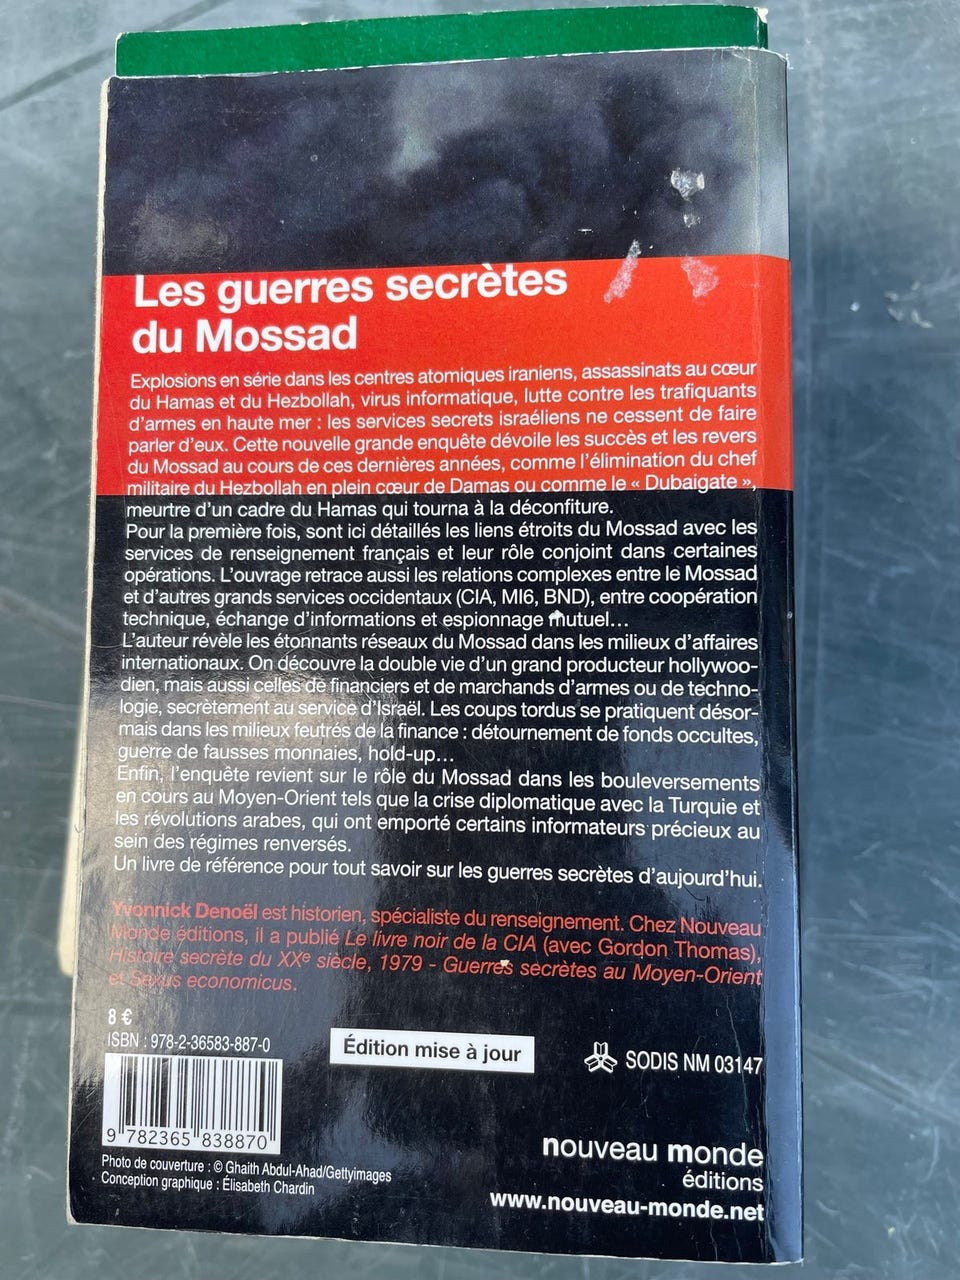 Les guerres secrètes
du Mossad
Explosions en série dans les centres atomiques iraniens, assassinats au cœur
du Hamas et du Hezbollah, virus informatique, lutte contre les trafiquants
d'armes en haute mer : les services secrets israéliens ne cessent de faire
parler d'eux. Cette nouvelle grande enquête dévoile les succès et les revers
du Mossad au cours de ces dernières années, comme l'élimination du chef
militaire du Hezbollah en plein cœur de Damas ou comme le « Dubaigate »,
meurtre d'un cadre du Hamas qui tourna à la déconfiture.
Pour la première fois, sont ici détaillés les liens étroits du Mossad avec les
services de renseignement français et leur rôle conjoint dans certaines
opérations. L'ouvrage retrace aussi les relations complexes entre le Mossad
et d'autres grands services occidentaux (CIA, MI6, BND), entre coopération
technique, échange d'informations et espionnage mutuel...
L'auteur révèle les étonnants réseaux du Mossad dans les milieux d'affaires
internationaux. On découvre la double vie d'un grand producteur hollywoo-
dien, mais aussi celles de financiers et de marchands d'armes ou de techno-
logie, secrètement au service d'Israël. Les coups tordus se pratiquent désor-
mais dans les milieux feutrés de la finance : détournement de fonds occultes,
guerre de fausses monnaies, hold-up...
Enfin, l'enquête revient sur le rôle du Mossad dans les bouleversements
en cours au Moyen-Orient tels que la crise diplomatique avec la Turquie et
les révolutions arabes, qui ont emporté certains informateurs précieux au
sein des régimes renversés.
Un livre de référence pour tout savoir sur les guerres secrètes d'aujourd'hui.
Yvonnick Denoël est historien, spécialiste du renseignement. Chez Nouveau
Monde éditions, il a publié Le livre noir de la CIA (avec Gordon Thomas),
Histoire secrète du XXe siècle, 1979 - Guerres secrètes au Moyen-Orient
et Sexus economicus.
8 €
ISBN : 978-2-36583-887-0
Édition mise à jour
SODIS NM 03147
9 782365 838870
Photo de couverture : © Ghaith Abdul-Ahad/Gettyimages
Conception graphique : Élisabeth Chardin
nouveau monde
éditions
www.nouveau-monde.net